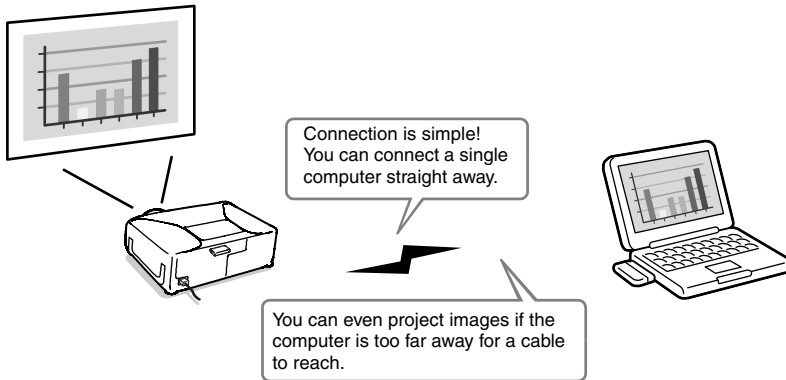 Connection is simple!
You can connect a single
computer straight away.
You can even project images if the
computer is too far away for a cable
to reach.